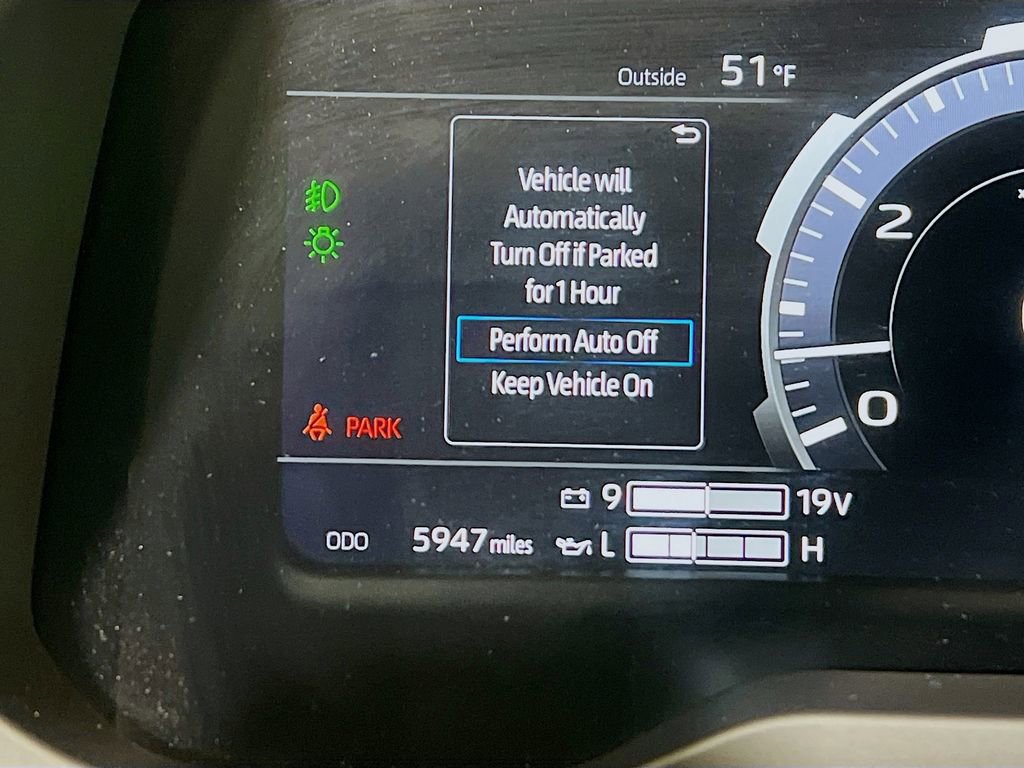 Outside 51°F
Vehicle will
Automatically
Turn Off if Parked
for 1 Hour
Perform Auto Off
Keep Vehicle On
2
0
PARK
9 19V
ODO 5947 miles L H